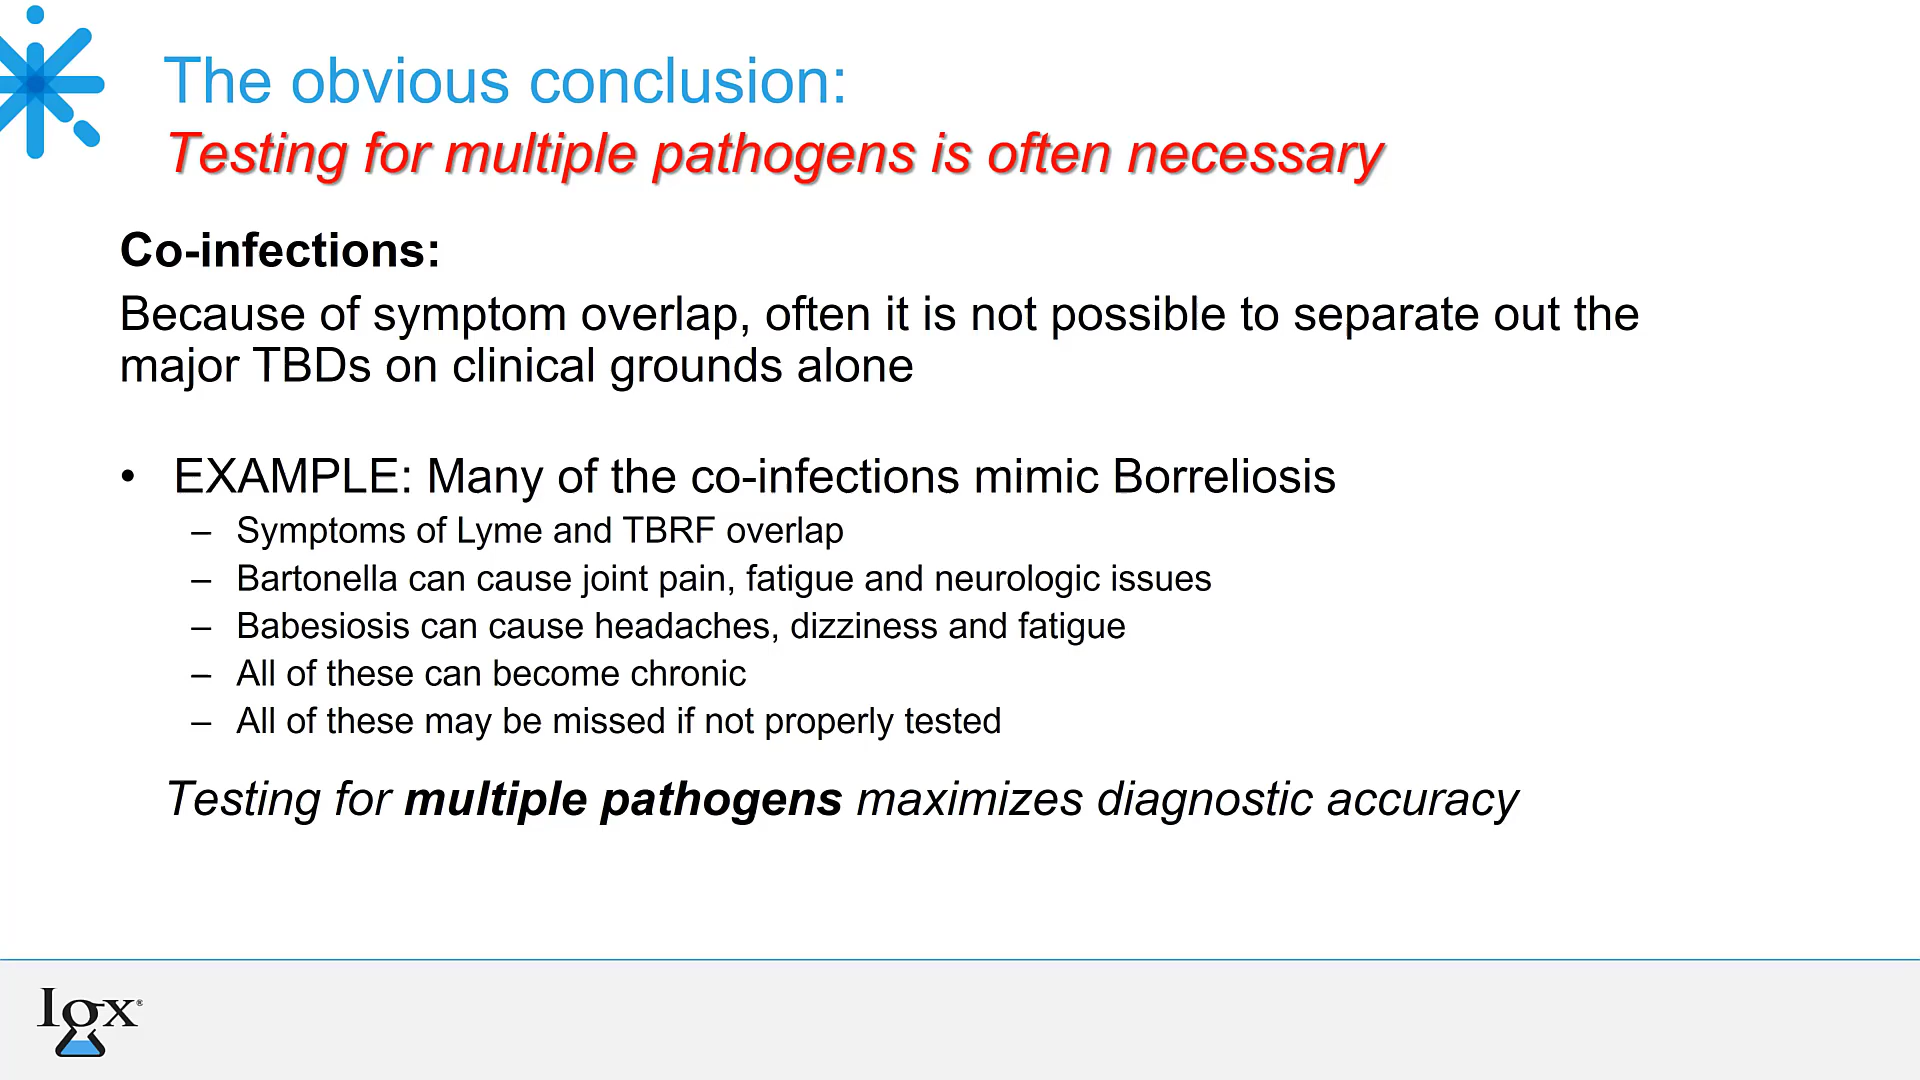 The obvious conclusion:
Testing for multiple pathogens is often necessary
Co-infections:
Because of symptom overlap, often it is not possible to separate out the
major TBDs on clinical grounds alone
• EXAMPLE: Many of the co-infections mimic Borreliosis
– Symptoms of Lyme and TBRF overlap
– Bartonella can cause joint pain, fatigue and neurologic issues
– Babesiosis can cause headaches, dizziness and fatigue
– All of these can become chronic
– All of these may be missed if not properly tested
Testing for multiple pathogens maximizes diagnostic accuracy
Igx®